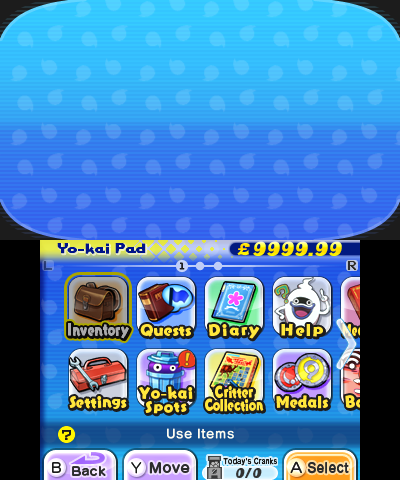 Yo-kai Pad
£9999.99
L
1
R
Inventory
Quests
Diary
Help
Settings
Yo-kai
Spots
!
Critter
Collection
Medals
?
Use Items
B Back
Y Move
Today's Cranks
0/0
A Select